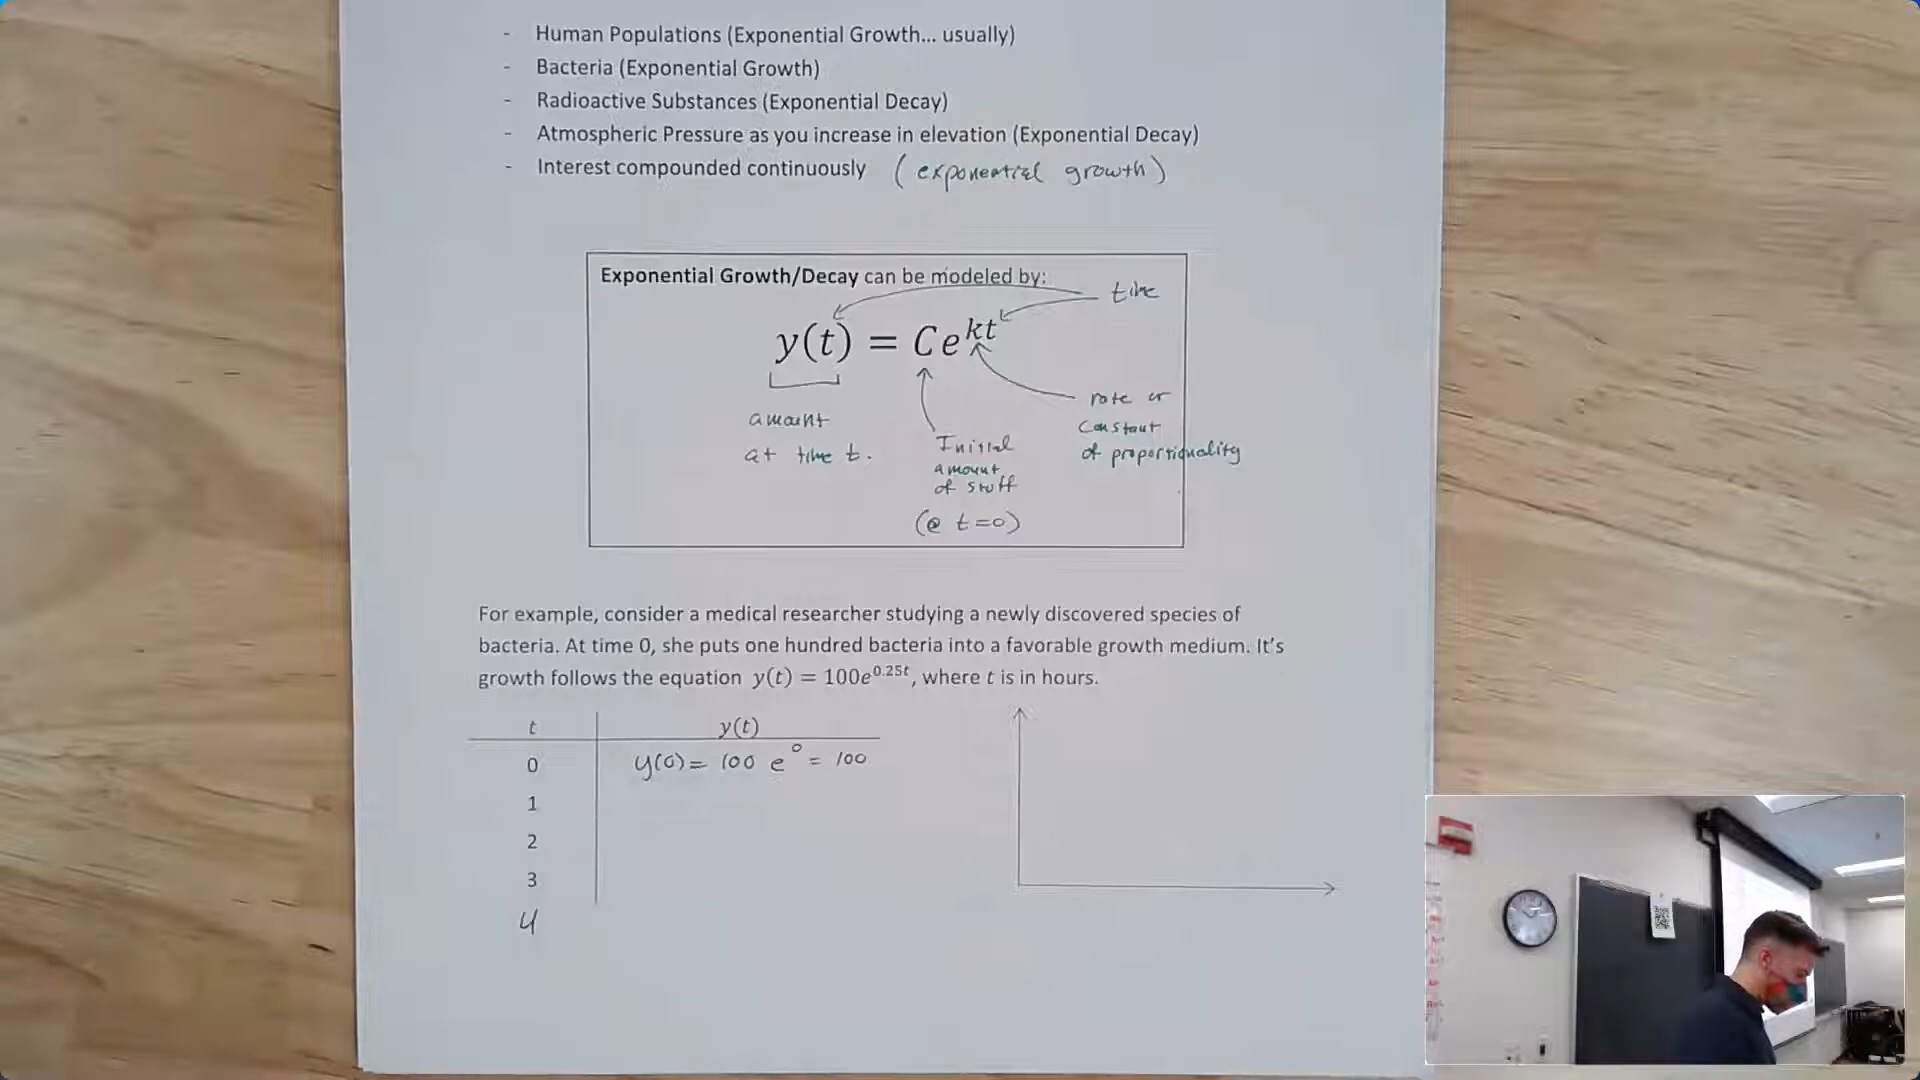 - Human Populations (Exponential Growth... usually)
- Bacteria (Exponential Growth)
- Radioactive Substances (Exponential Decay)
- Atmospheric Pressure as you increase in elevation (Exponential Decay)
- Interest compounded continuously (exponential growth)
Exponential Growth/Decay can be modeled by:
time
y(t) = Ce^{kt}
amount
at time t.
Initial
amount
of stuff
(@ t=0)
rate or
constant
of proportionality
For example, consider a medical researcher studying a newly discovered species of
bacteria. At time 0, she puts one hundred bacteria into a favorable growth medium. It's
growth follows the equation y(t) = 100e^{0.25t}, where t is in hours.
t y(t)
0 y(0) = 100 e^0 = 100
1
2
3
4